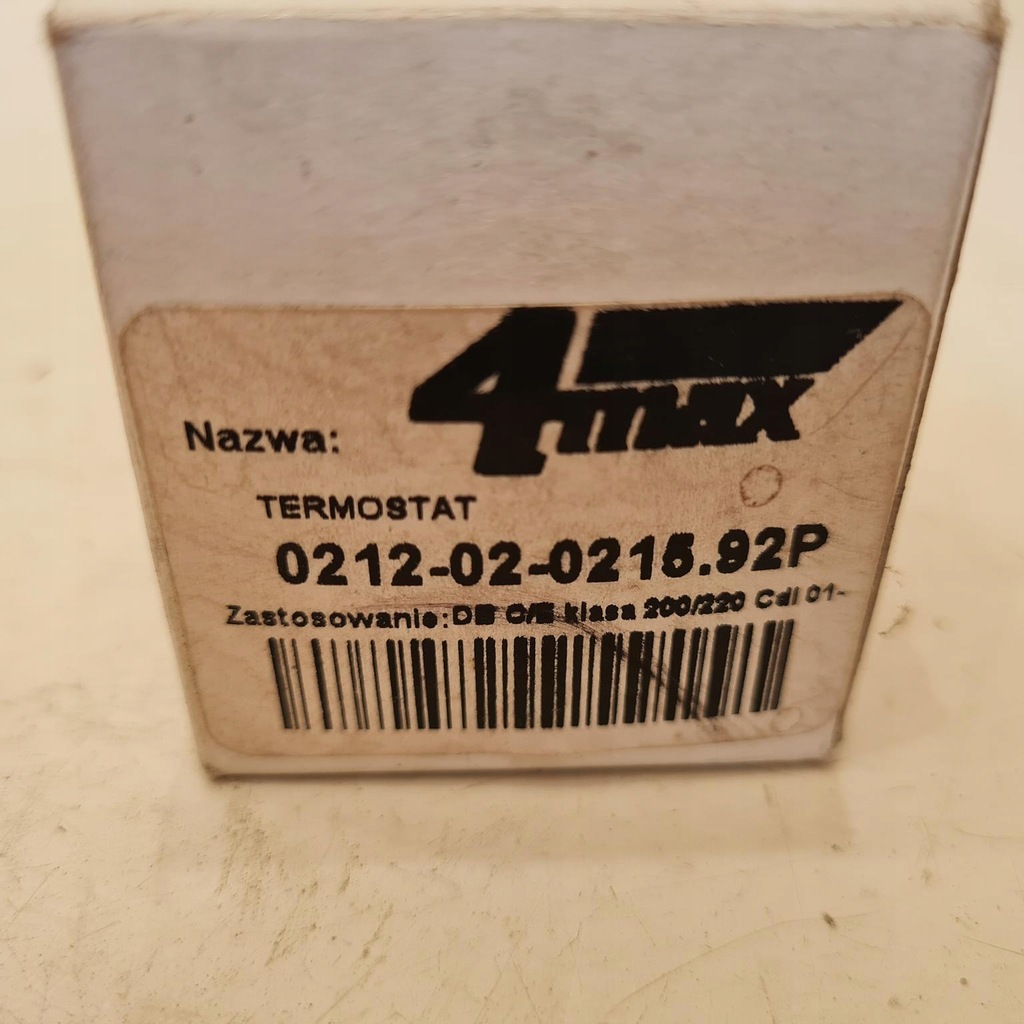 4max
Nazwa:
TERMOSTAT
0212-02-0215.92P
Zastosowanie:DB C/E klasa 200/220 Cdi 01-